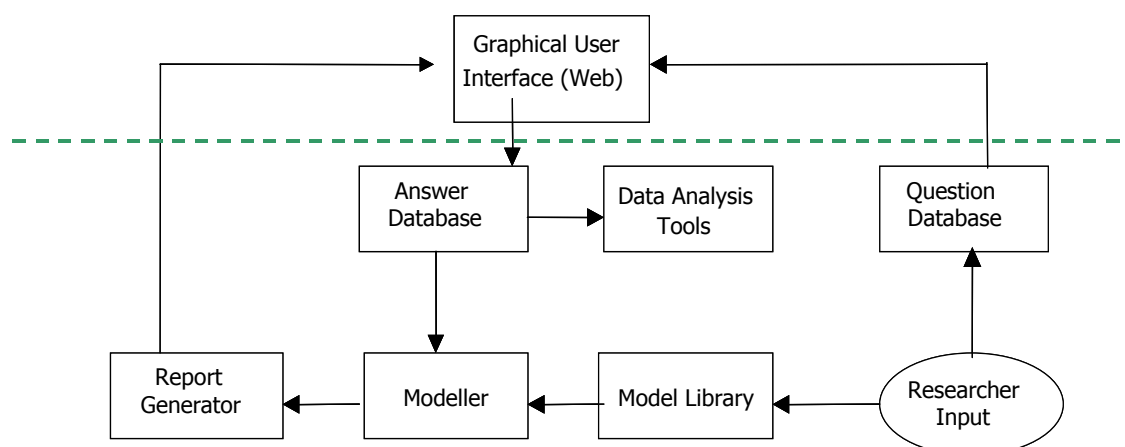 Graphical User
Interface (Web)
Answer
Database
Data Analysis
Tools
Question
Database
Report
Generator
Modeller
Model Library
Researcher
Input